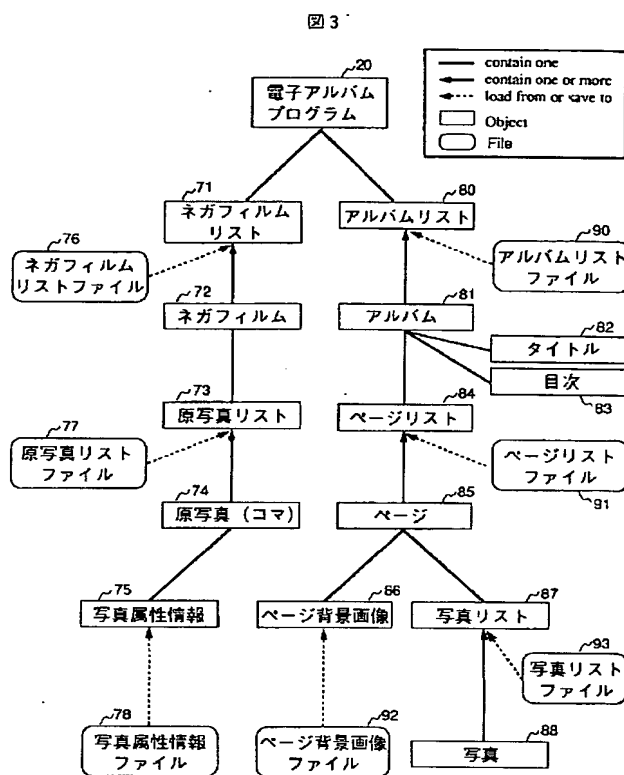 図3
contain one
contain one or more
load from or save to
Object
File
20
電子アルバム
プログラム
71
ネガフィルム
リスト
80
アルバムリスト
76
ネガフィルム
リストファイル
90
アルバムリスト
ファイル
72
ネガフィルム
81
アルバム
82
タイトル
目次
83
73
原写真リスト
84
ページリスト
77
原写真リスト
ファイル
ページリスト
ファイル
91
74
原写真(コマ)
85
ページ
75
写真属性情報
86
ページ背景画像
87
写真リスト
93
写真リスト
ファイル
78
写真属性情報
ファイル
92
ページ背景画像
ファイル
88
写真